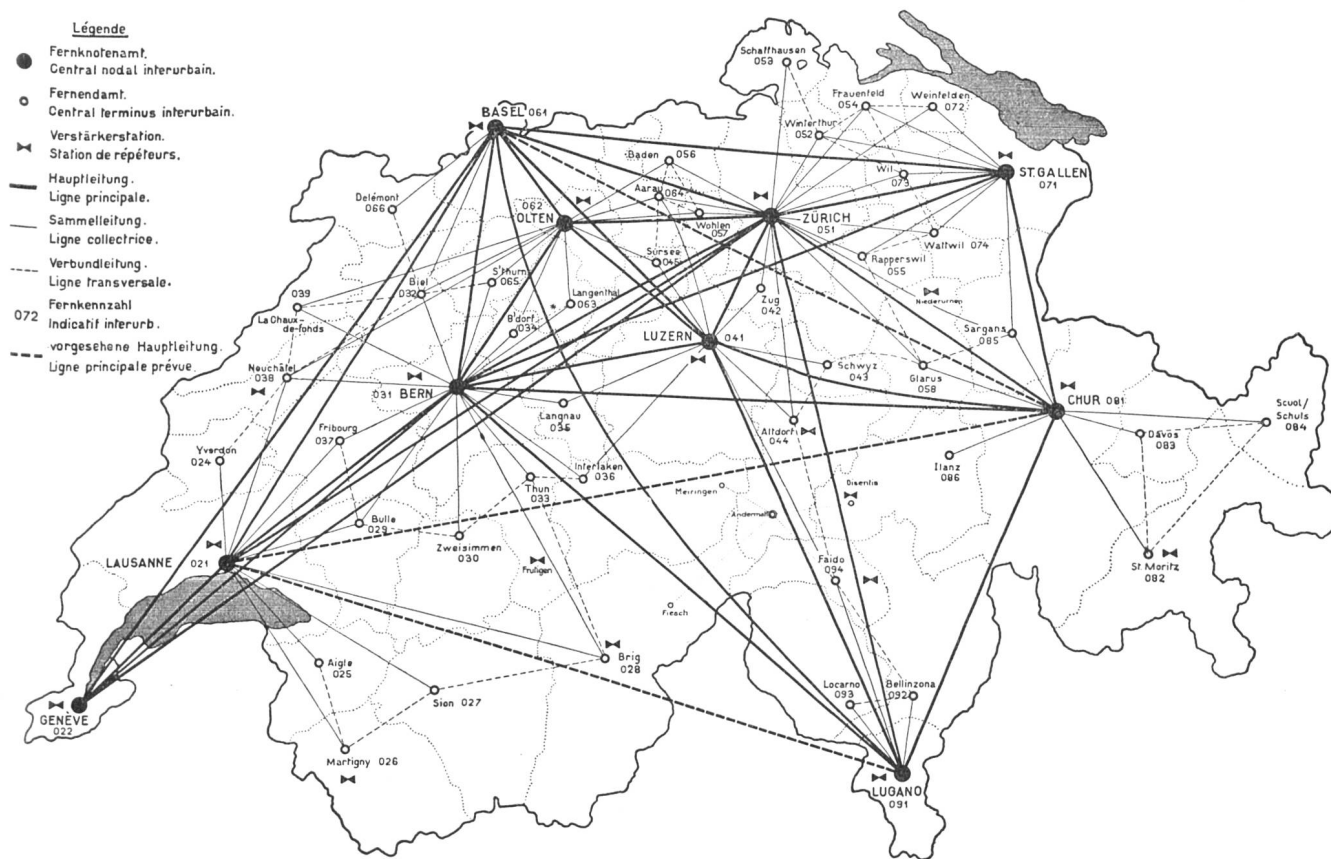 Légende
Fernknotenamt.
Central nodal interurbain.
Fernendamt.
Central terminus interurbain.
Verstärkerstation.
Station de répéteurs.
Hauptleitung.
Ligne principale.
Sammelleitung.
Ligne collectrice.
Verbundleitung.
Ligne transversale.
072 Fernkennzahl
Indicatif interurb.
vorgesehene Hauptleitung.
Ligne principale prévue.
Schaffhausen
053
Frauenfeld
054
Weinfelden
072
BASEL 061
Winterthur
052
Baden 056
Wil
073
ST.GALLEN
071
Aarau
064
Delémont
066
062
OLTEN
Wohlen
057
ZÜRICH
051
Wattwil 074
Sursee
045
Rapperswil
055
S'thurn
065
Biel
032
039
La Chaux-
de-fonds
Langenthal
063
*
Zug
042
Niederurnen
B'dorf
034
Sargans
085
LUZERN 041
Neuchâtel
038
031 BERN
Schwyz
043
Glarus
058
CHUR 081
Scuol/
Schuls
084
Langnau
035
Altdorf
044
Davos
083
Fribourg
037
Yverdon
024
Ilanz
086
Interlaken
036
Thun
033
Meiringen
Disentis
Andermatt
Bulle
029
Zweisimmen
030
LAUSANNE 021
Frutigen
Faido
094
St. Moritz
082
Fiesch
Brig
028
Aigle
025
Sion 027
Locarno
093
Bellinzona
092
GENÈVE
022
Martigny 026
LUGANO
091